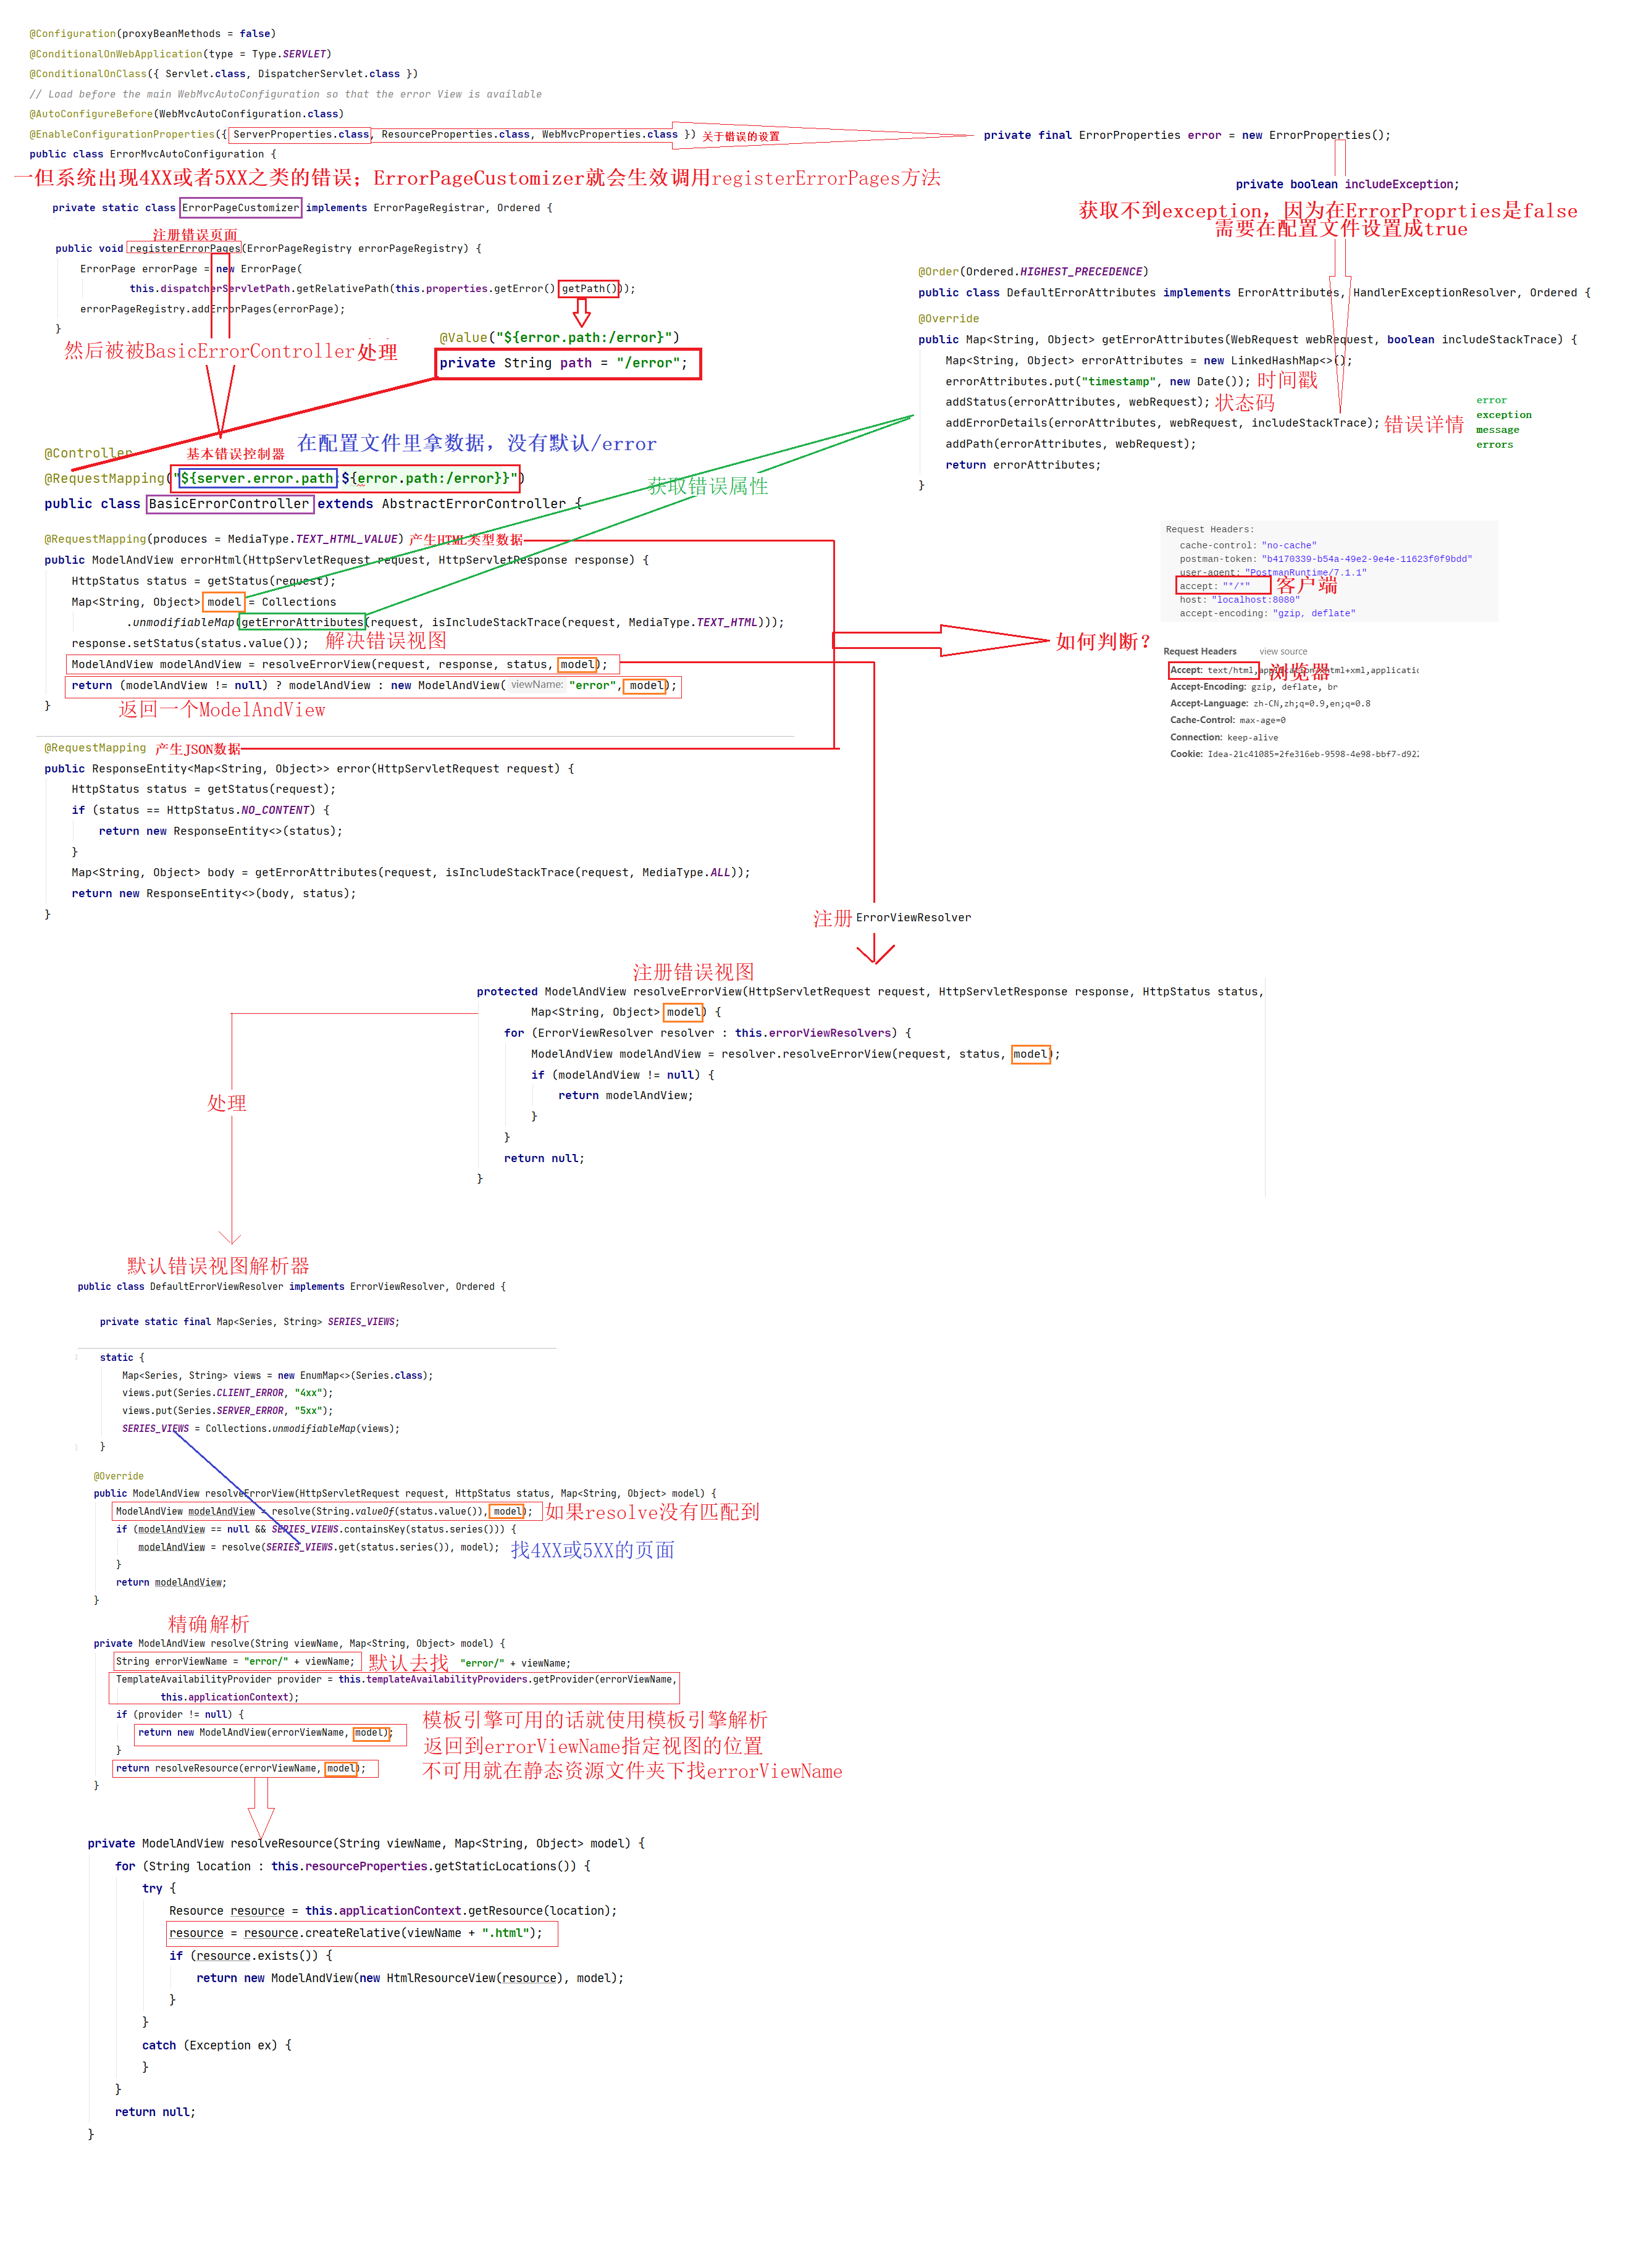 @Configuration(proxyBeanMethods = false)
@ConditionalOnWebApplication(type = Type.SERVLET)
@ConditionalOnClass({ Servlet.class, DispatcherServlet.class })
// Load before the main WebMvcAutoConfiguration so that the error View is available
@AutoConfigureBefore(WebMvcAutoConfiguration.class)
@EnableConfigurationProperties({ ServerProperties.class, ResourceProperties.class, WebMvcProperties.class }) 关于错误的设置
public class ErrorMvcAutoConfiguration {
一但系统出现4XX或者5XX之类的错误；ErrorPageCustomizer就会生效调用registerErrorPages方法
private static class ErrorPageCustomizer implements ErrorPageRegistrar, Ordered {
注册错误页面
public void registerErrorPages(ErrorPageRegistry errorPageRegistry) {
ErrorPage errorPage = new ErrorPage(
this.dispatcherServletPath.getRelativePath(this.properties.getError().getPath()));
errorPageRegistry.addErrorPages(errorPage);
}
然后被被BasicErrorController处理
@Value("${error.path:/error}")
private String path = "/error";
private final ErrorProperties error = new ErrorProperties();
private boolean includeException;
获取不到exception，因为在ErrorProprties是false
需要在配置文件设置成true
@Order(Ordered.HIGHEST_PRECEDENCE)
public class DefaultErrorAttributes implements ErrorAttributes, HandlerExceptionResolver, Ordered {
@Override
public Map<String, Object> getErrorAttributes(WebRequest webRequest, boolean includeStackTrace) {
Map<String, Object> errorAttributes = new LinkedHashMap<>();
errorAttributes.put("timestamp", new Date()); 时间戳
addStatus(errorAttributes, webRequest); 状态码
addErrorDetails(errorAttributes, webRequest, includeStackTrace); 错误详情
addPath(errorAttributes, webRequest);
return errorAttributes;
}
error
exception
message
errors
在配置文件里拿数据，没有默认/error
@Controller
基本错误控制器
@RequestMapping("${server.error.path:${error.path:/error}}")
public class BasicErrorController extends AbstractErrorController {
获取错误属性
@RequestMapping(produces = MediaType.TEXT_HTML_VALUE) 产生HTML类型数据
public ModelAndView errorHtml(HttpServletRequest request, HttpServletResponse response) {
HttpStatus status = getStatus(request);
Map<String, Object> model = Collections
.unmodifiableMap(getErrorAttributes(request, isIncludeStackTrace(request, MediaType.TEXT_HTML)));
response.setStatus(status.value()); 解决错误视图
ModelAndView modelAndView = resolveErrorView(request, response, status, model);
return (modelAndView != null) ? modelAndView : new ModelAndView( viewName: "error", model);
}
返回一个ModelAndView
@RequestMapping 产生JSON数据
public ResponseEntity<Map<String, Object>> error(HttpServletRequest request) {
HttpStatus status = getStatus(request);
if (status == HttpStatus.NO_CONTENT) {
return new ResponseEntity<>(status);
}
Map<String, Object> body = getErrorAttributes(request, isIncludeStackTrace(request, MediaType.ALL));
return new ResponseEntity<>(body, status);
}
如何判断？
Request Headers:
cache-control: "no-cache"
postman-token: "b4170339-b54a-49e2-9e4e-11623f0f9bdd"
user-agent: "PostmanRuntime/7.1.1"
accept: "*/*" 客户端
host: "localhost:8080"
accept-encoding: "gzip, deflate"
Request Headers view source
Accept: text/html,application/xhtml+xml,applicatic 浏览器
Accept-Encoding: gzip, deflate, br
Accept-Language: zh-CN,zh;q=0.9,en;q=0.8
Cache-Control: max-age=0
Connection: keep-alive
Cookie: Idea-21c41085=2fe316eb-9598-4e98-bbf7-d922
注册 ErrorViewResolver
注册错误视图
protected ModelAndView resolveErrorView(HttpServletRequest request, HttpServletResponse response, HttpStatus status,
Map<String, Object> model) {
for (ErrorViewResolver resolver : this.errorViewResolvers) {
ModelAndView modelAndView = resolver.resolveErrorView(request, status, model);
if (modelAndView != null) {
return modelAndView;
}
}
return null;
}
处理
默认错误视图解析器
public class DefaultErrorViewResolver implements ErrorViewResolver, Ordered {
private static final Map<Series, String> SERIES_VIEWS;
static {
Map<Series, String> views = new EnumMap<>(Series.class);
views.put(Series.CLIENT_ERROR, "4xx");
views.put(Series.SERVER_ERROR, "5xx");
SERIES_VIEWS = Collections.unmodifiableMap(views);
}
@Override
public ModelAndView resolveErrorView(HttpServletRequest request, HttpStatus status, Map<String, Object> model) {
ModelAndView modelAndView = resolve(String.valueOf(status.value()), model); 如果resolve没有匹配到
if (modelAndView == null && SERIES_VIEWS.containsKey(status.series())) {
modelAndView = resolve(SERIES_VIEWS.get(status.series()), model); 找4XX或5XX的页面
}
return modelAndView;
}
精确解析
private ModelAndView resolve(String viewName, Map<String, Object> model) {
String errorViewName = "error/" + viewName; 默认去找 "error/" + viewName;
TemplateAvailabilityProvider provider = this.templateAvailabilityProviders.getProvider(errorViewName,
this.applicationContext);
if (provider != null) {
模板引擎可用的话就使用模板引擎解析
return new ModelAndView(errorViewName, model);
返回到errorViewName指定视图的位置
}
return resolveResource(errorViewName, model);
不可用就在静态资源文件夹下找errorViewName
}
private ModelAndView resolveResource(String viewName, Map<String, Object> model) {
for (String location : this.resourceProperties.getStaticLocations()) {
try {
Resource resource = this.applicationContext.getResource(location);
resource = resource.createRelative(viewName + ".html");
if (resource.exists()) {
return new ModelAndView(new HtmlResourceView(resource), model);
}
}
catch (Exception ex) {
}
}
return null;
}